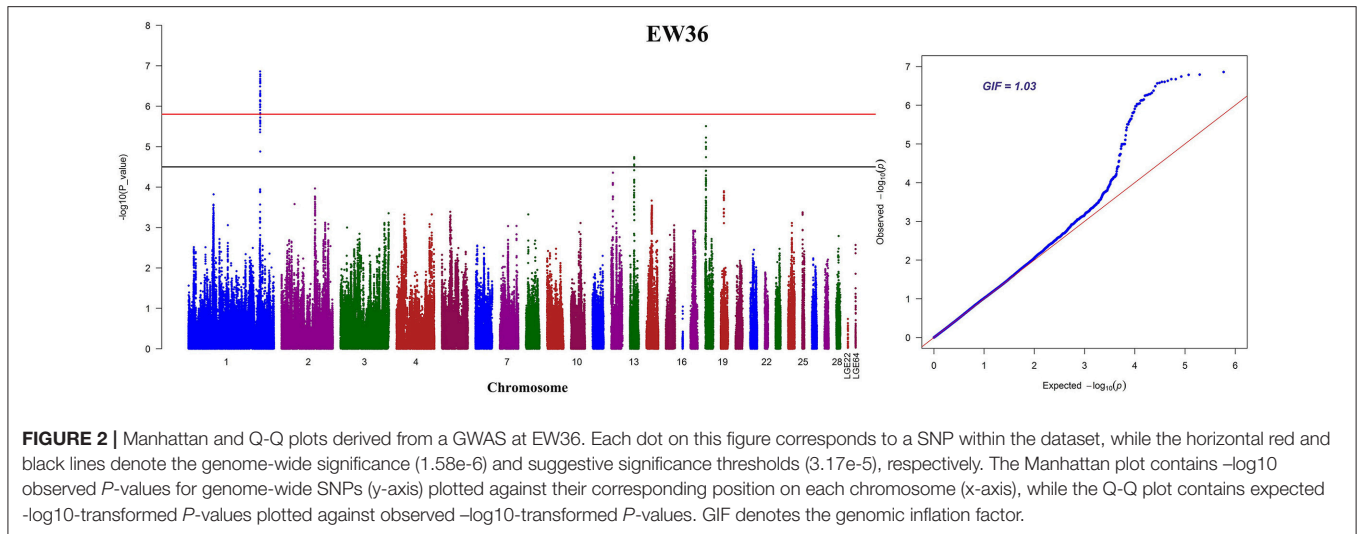 EW36
8
7
6
5
4
3
2
1
0
-log10(P_value)
1 2 3 4 7 10 13 16 19 22 25 28 LGE22 LGE64
Chromosome
GIF = 1.03
7
6
5
4
3
2
1
0
Observed −log10(p)
0 1 2 3 4 5 6
Expected −log10(p)
FIGURE 2 | Manhattan and Q-Q plots derived from a GWAS at EW36. Each dot on this figure corresponds to a SNP within the dataset, while the horizontal red and
black lines denote the genome-wide significance (1.58e-6) and suggestive significance thresholds (3.17e-5), respectively. The Manhattan plot contains –log10
observed P-values for genome-wide SNPs (y-axis) plotted against their corresponding position on each chromosome (x-axis), while the Q-Q plot contains expected
-log10-transformed P-values plotted against observed –log10-transformed P-values. GIF denotes the genomic inflation factor.